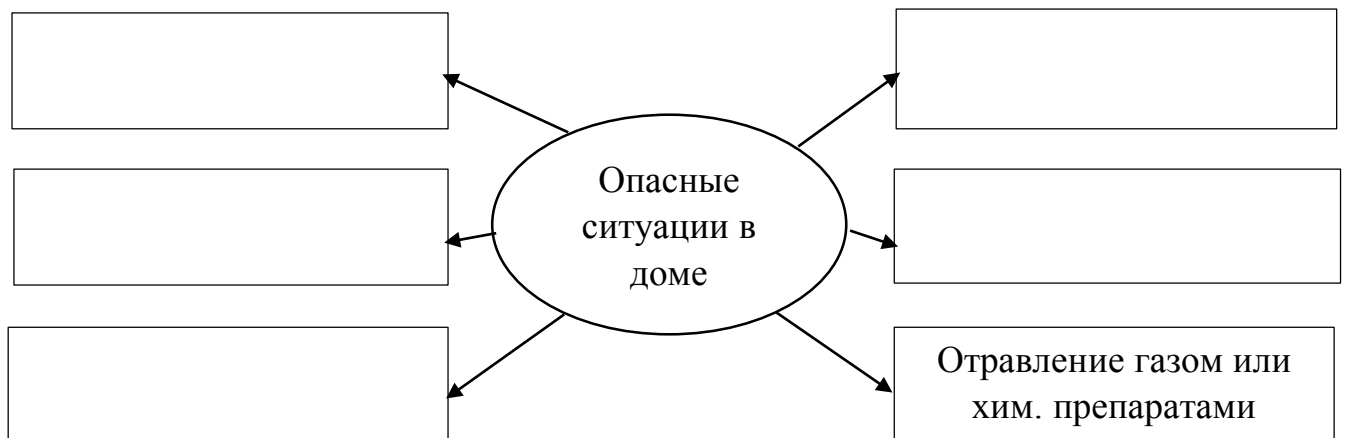 Опасные
ситуации в
доме
Отравление газом или
хим. препаратами